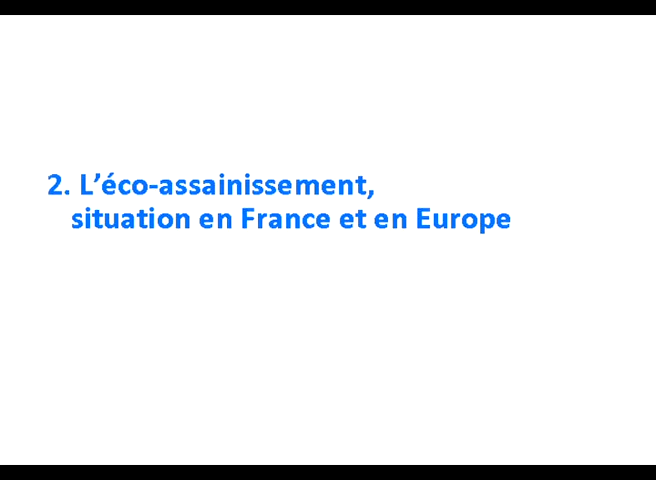 2. L’éco-assainissement,
situation en France et en Europe